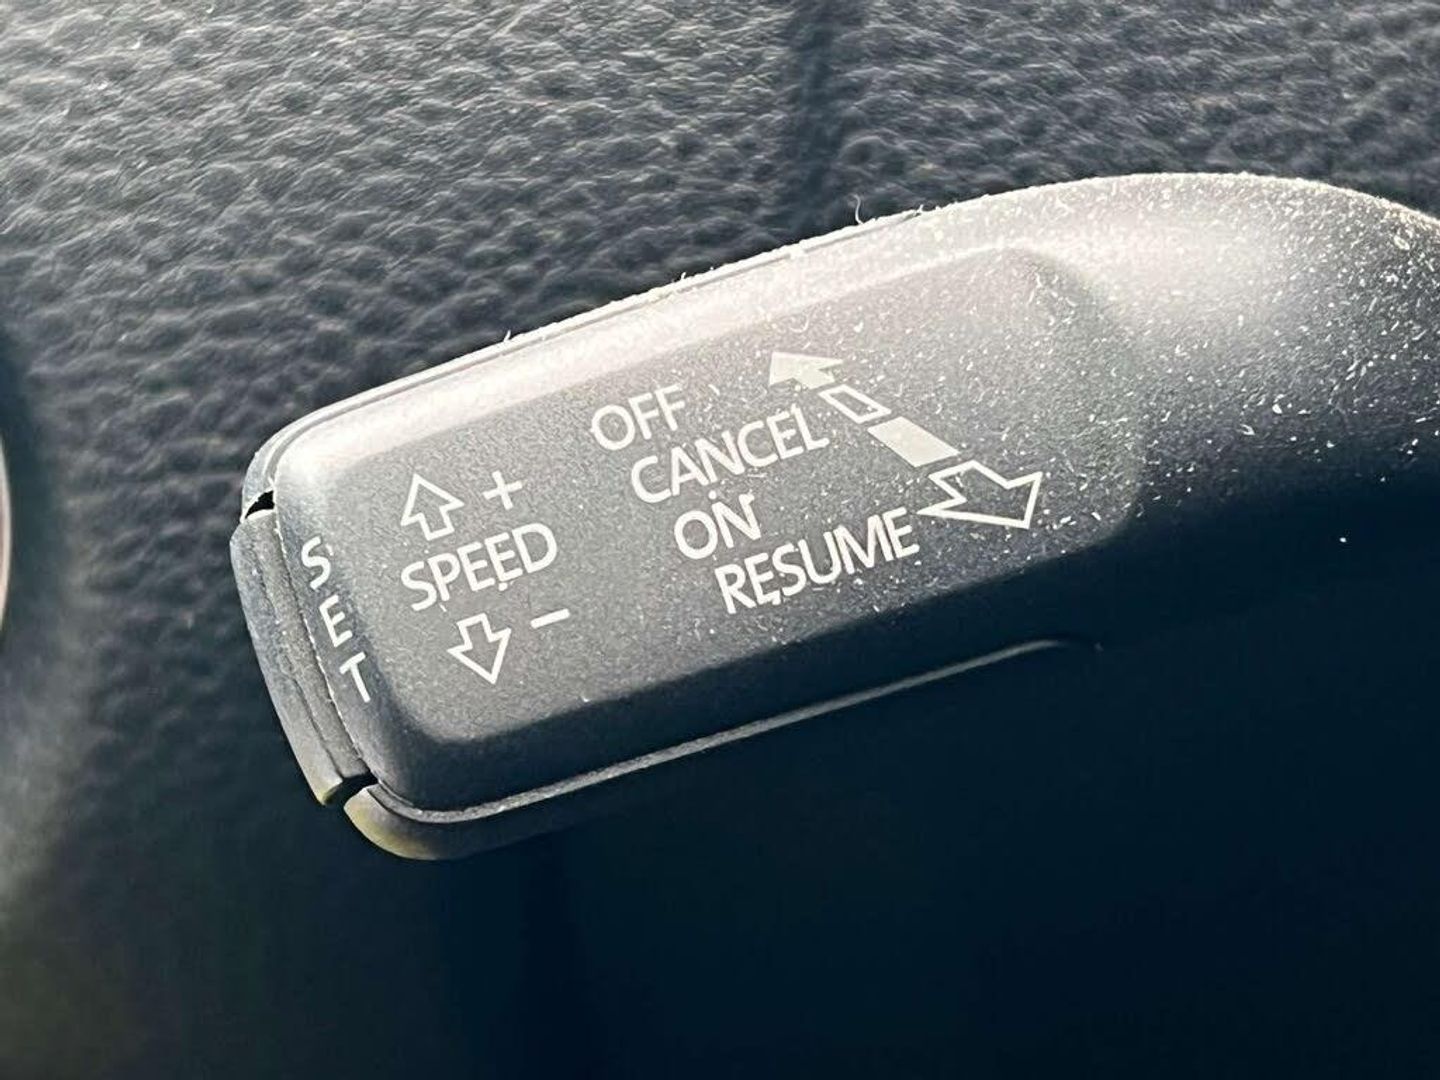 OFF
CANCEL
ON
RESUME
+
SPEED
-
SET